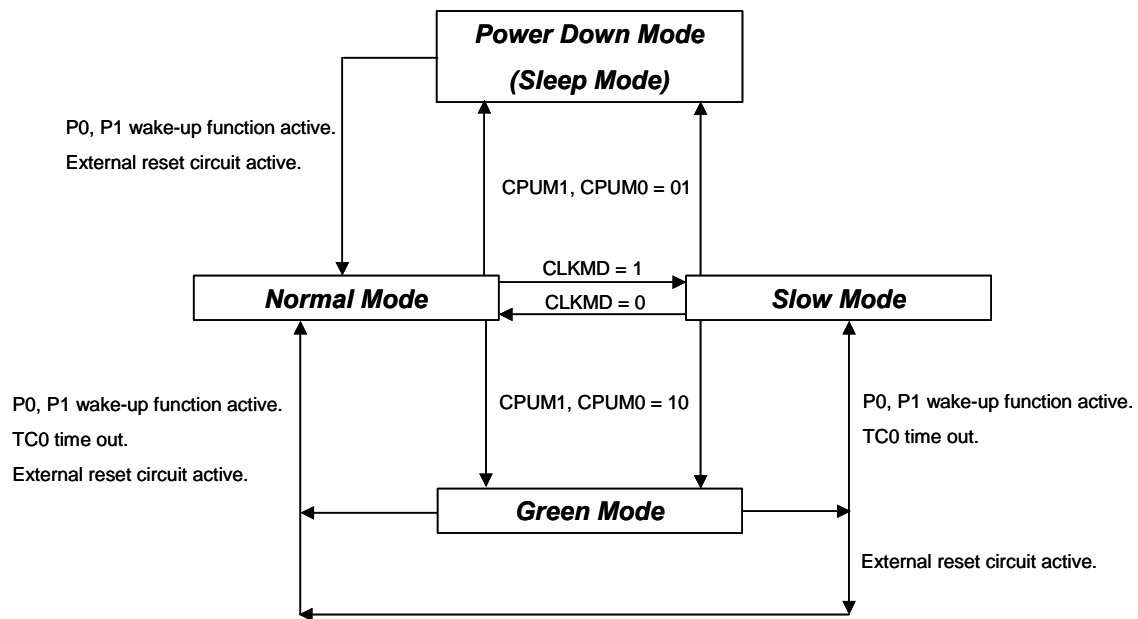 Power Down Mode
(Sleep Mode)
P0, P1 wake-up function active.
External reset circuit active.
CPUM1, CPUM0 = 01
CLKMD = 1
Normal Mode
Slow Mode
CLKMD = 0
P0, P1 wake-up function active.
TC0 time out.
External reset circuit active.
CPUM1, CPUM0 = 10
P0, P1 wake-up function active.
TC0 time out.
Green Mode
External reset circuit active.